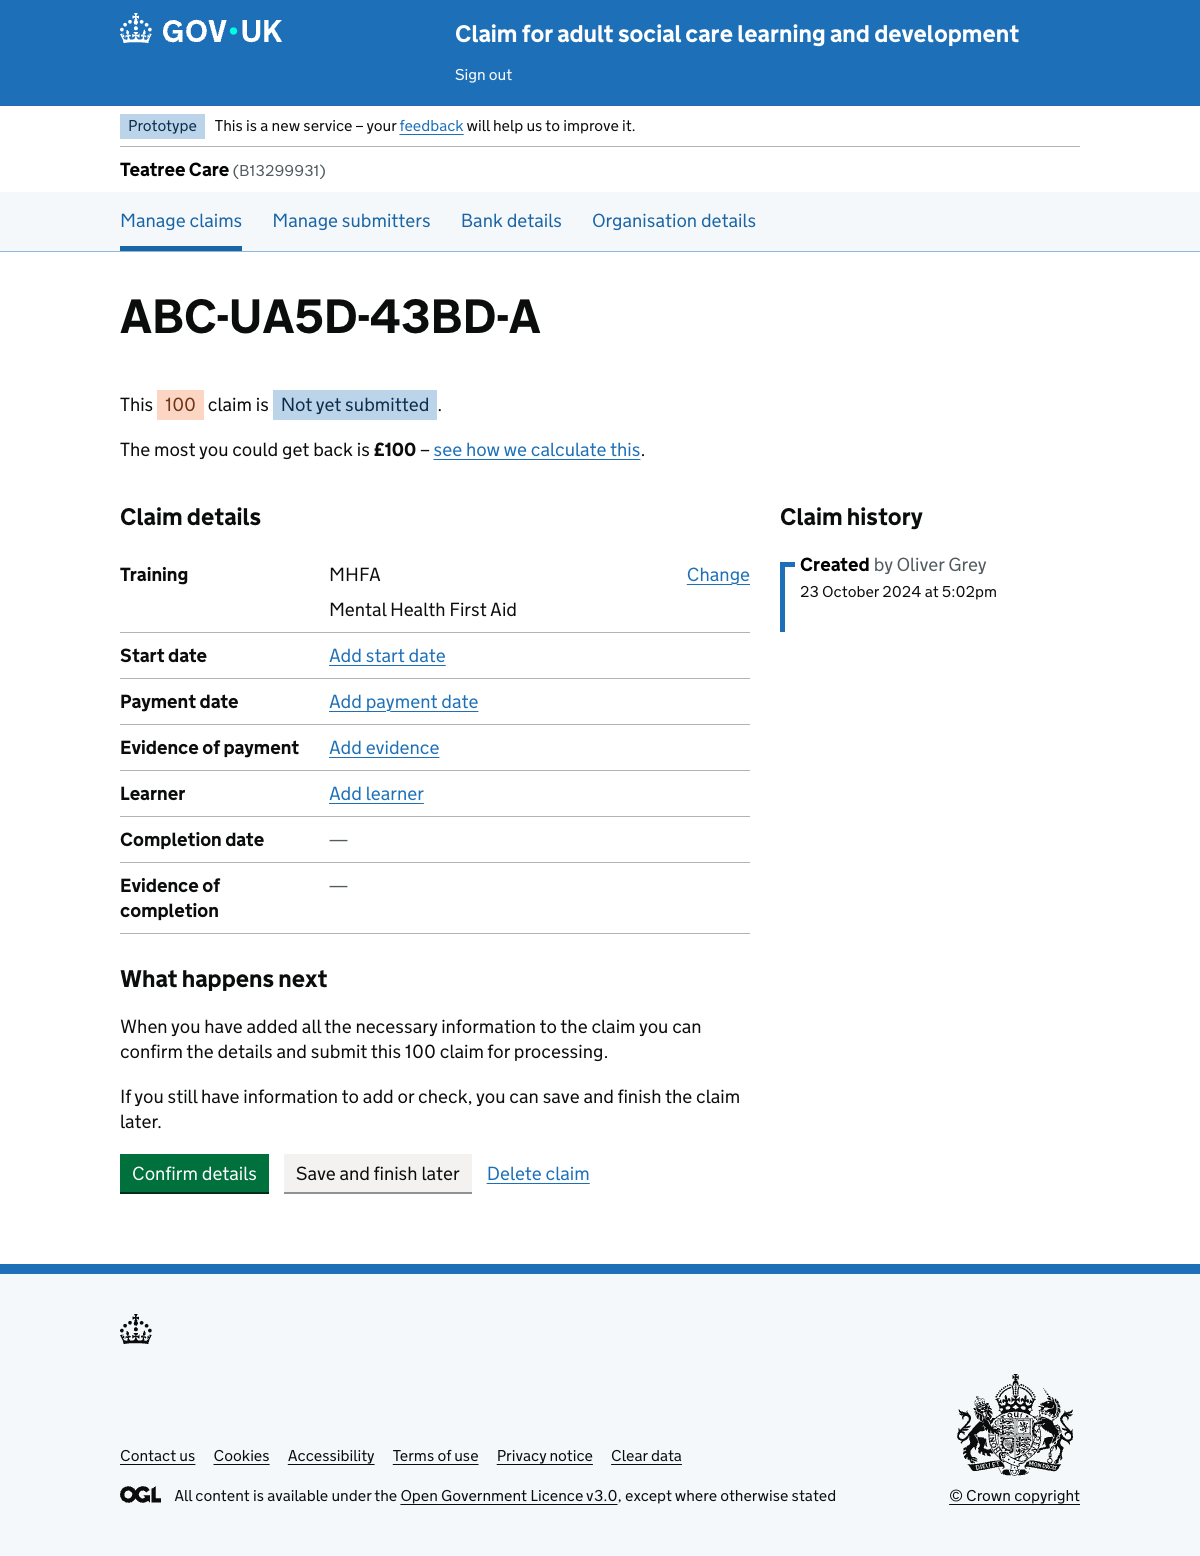 GOV•UK
Claim for adult social care learning and development
Sign out
Prototype This is a new service – your feedback will help us to improve it.
Teatree Care (B13299931)
Manage claims Manage submitters Bank details Organisation details
ABC-UA5D-43BD-A
This 100 claim is Not yet submitted .
The most you could get back is £100 – see how we calculate this.
Claim details
Training MHFA Change
Mental Health First Aid
Start date Add start date
Payment date Add payment date
Evidence of payment Add evidence
Learner Add learner
Completion date —
Evidence of —
completion
Claim history
Created by Oliver Grey
23 October 2024 at 5:02pm
What happens next
When you have added all the necessary information to the claim you can
confirm the details and submit this 100 claim for processing.
If you still have information to add or check, you can save and finish the claim
later.
Confirm details Save and finish later Delete claim
Contact us Cookies Accessibility Terms of use Privacy notice Clear data
OGL All content is available under the Open Government Licence v3.0, except where otherwise stated
© Crown copyright